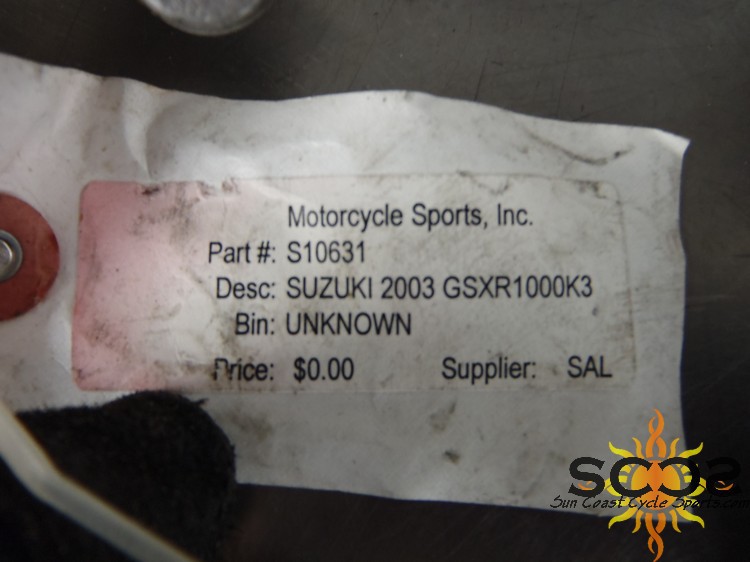 Motorcycle Sports, Inc.
Part #: S10631
Desc: SUZUKI 2003 GSXR1000K3
Bin: UNKNOWN
Price: $0.00 Supplier: SAL
SCCS
Sun Coast Cycle Sports.com